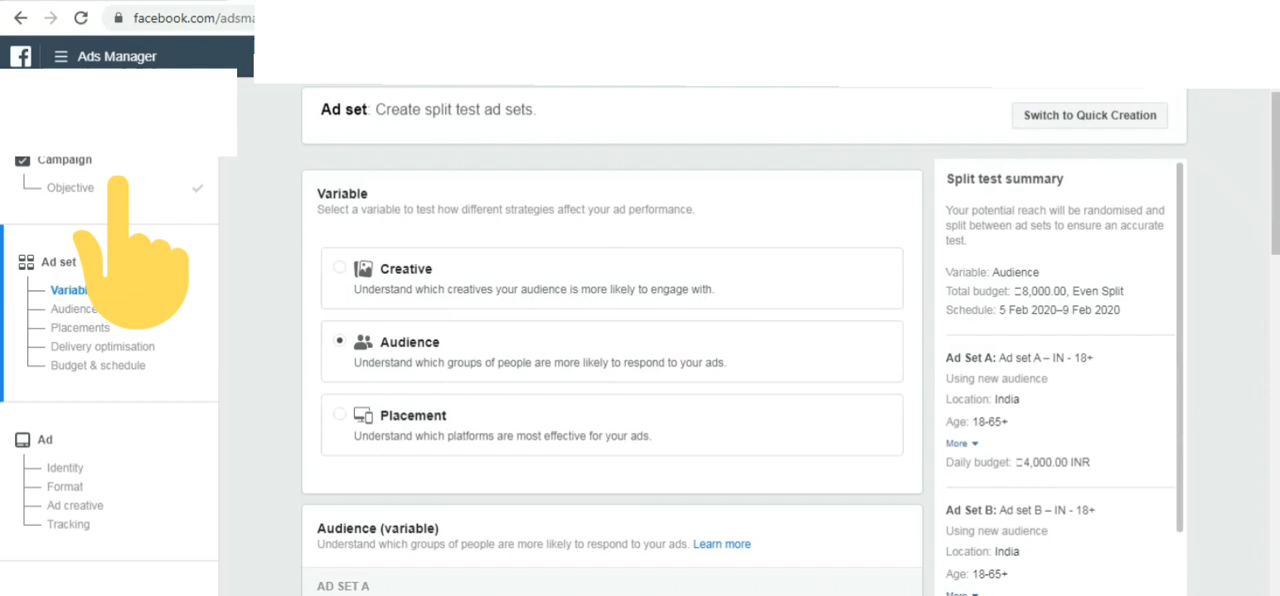 facebook.com/adsma
Ads Manager
Ad set: Create split test ad sets.
Switch to Quick Creation
Campaign
Objective
Ad set
Audience
Placements
Delivery optimisation
Budget & schedule
Ad
Identity
Format
Ad creative
Tracking
Variable
Select a variable to test how different strategies affect your ad performance.
Creative
Understand which creatives your audience is more likely to engage with.
Audience
Understand which groups of people are more likely to respond to your ads.
Placement
Understand which platforms are most effective for your ads.
Audience (variable)
Understand which groups of people are more likely to respond to your ads. Learn more
AD SET A
Split test summary
Your potential reach will be randomised and
split between ad sets to ensure an accurate
test.
Variable: Audience
Total budget: 8,000.00, Even Split
Schedule: 5 Feb 2020–9 Feb 2020
Ad Set A: Ad set A – IN - 18+
Using new audience
Location: India
Age: 18-65+
More
Daily budget: 4,000.00 INR
Ad Set B: Ad set B – IN - 18+
Using new audience
Location: India
Age: 18-65+
More